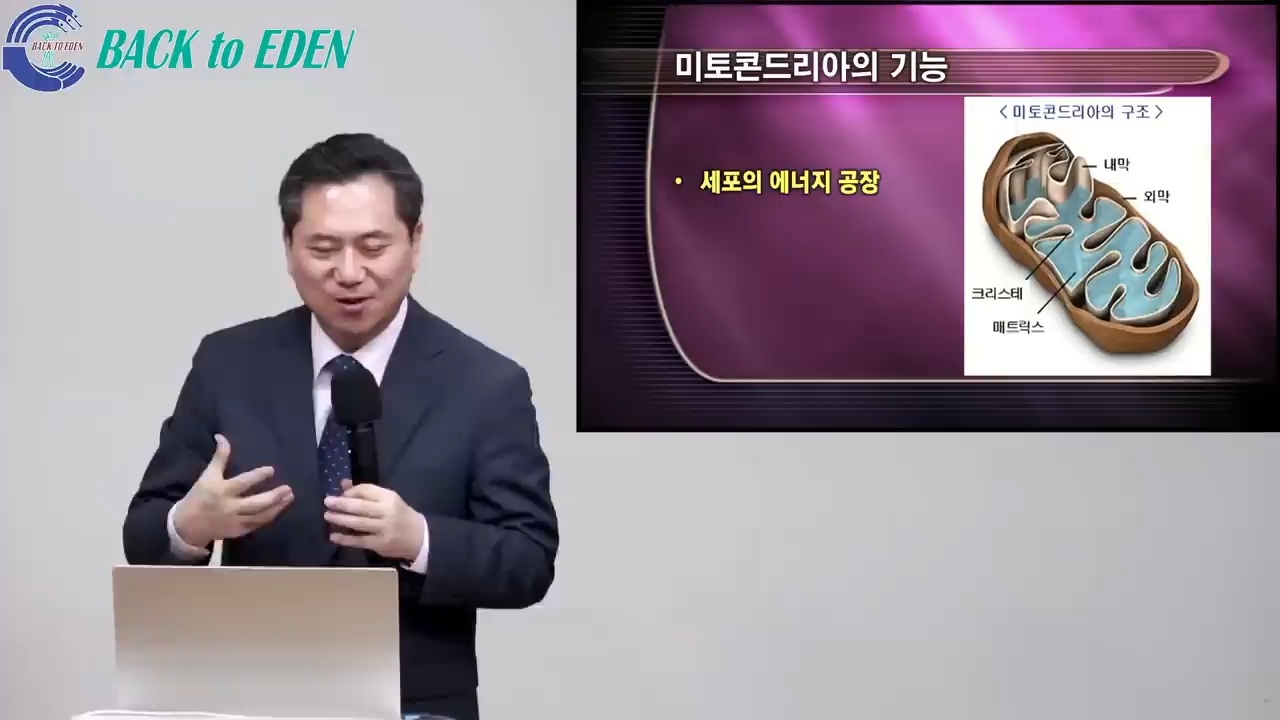 BACK TO EDEN
BACK to EDEN
미토콘드리아의 기능
• 세포의 에너지 공장
< 미토콘드리아의 구조 >
내막
외막
크리스테
매트릭스